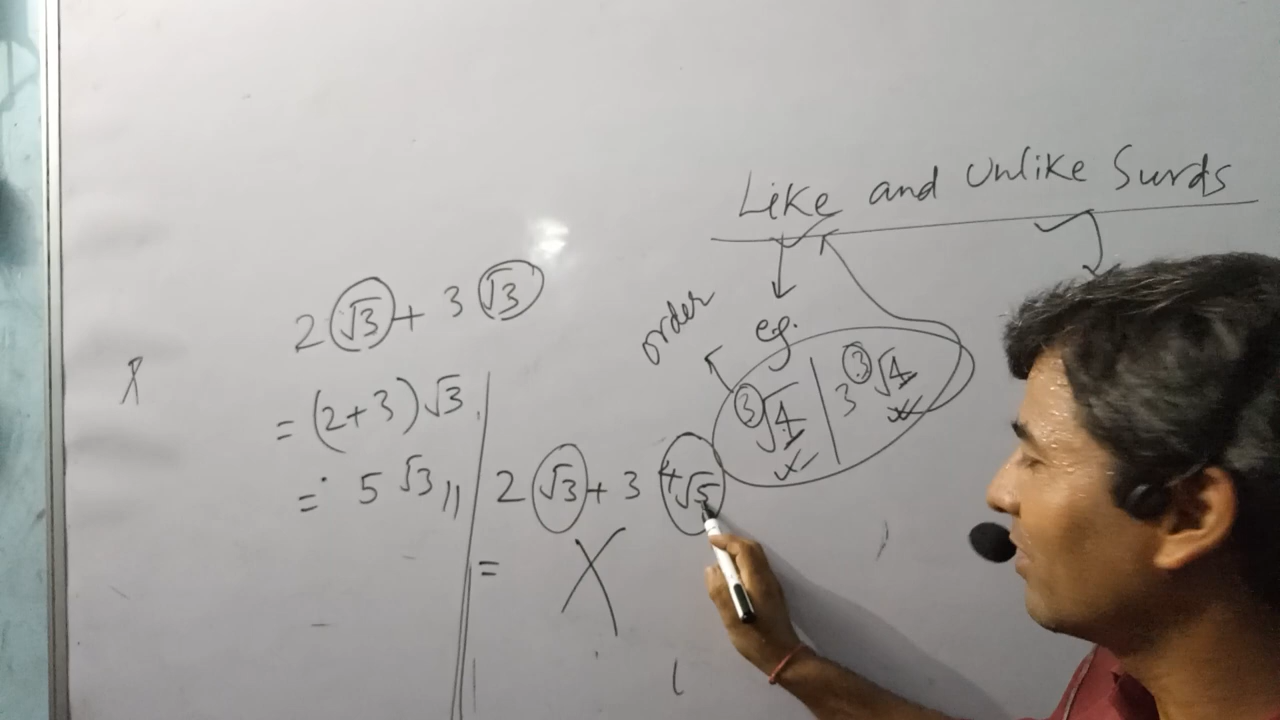 Like and Unlike Surds
order
eg.
³√4 | 3 ³√4
2√3 + 3√3
= (2+3)√3
= 5√3 //
2√3 + 3 ⁴√5
= X